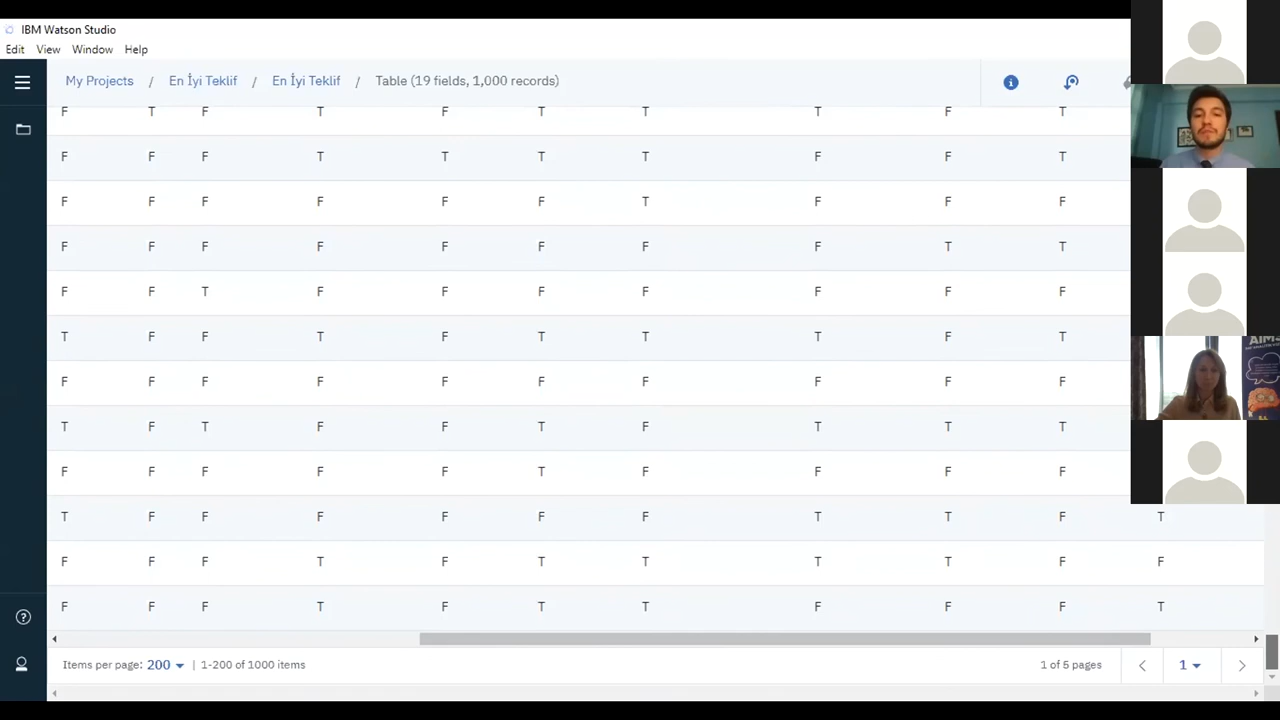 IBM Watson Studio
Edit View Window Help
My Projects / En İyi Teklif / En İyi Teklif / Table (19 fields, 1,000 records)
F T F T F T T T F T
F F F T T T T F F T
F F F F F F T F F F
F F F F F F F F T T
F F T F F F F F F F
T F F T F T T T F T
F F F F F F F F F F
T F T F F T F T T T
F F F F F T F F F F
T F F F F F F T T F T
F F F T F T T T T F F
F F F T F T T F F F T
Items per page: 200 | 1-200 of 1000 items 1 of 5 pages 1
AIMS